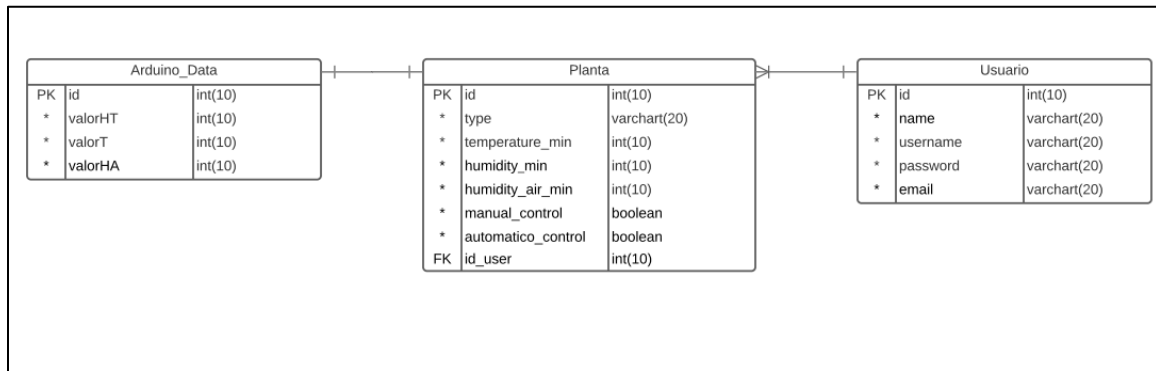 Arduino_Data
PK id int(10)
* valorHT int(10)
* valorT int(10)
* valorHA int(10)
Planta
PK id int(10)
* type varchart(20)
* temperature_min int(10)
* humidity_min int(10)
* humidity_air_min int(10)
* manual_control boolean
* automatico_control boolean
FK id_user int(10)
Usuario
PK id int(10)
* name varchart(20)
* username varchart(20)
* password varchart(20)
* email varchart(20)